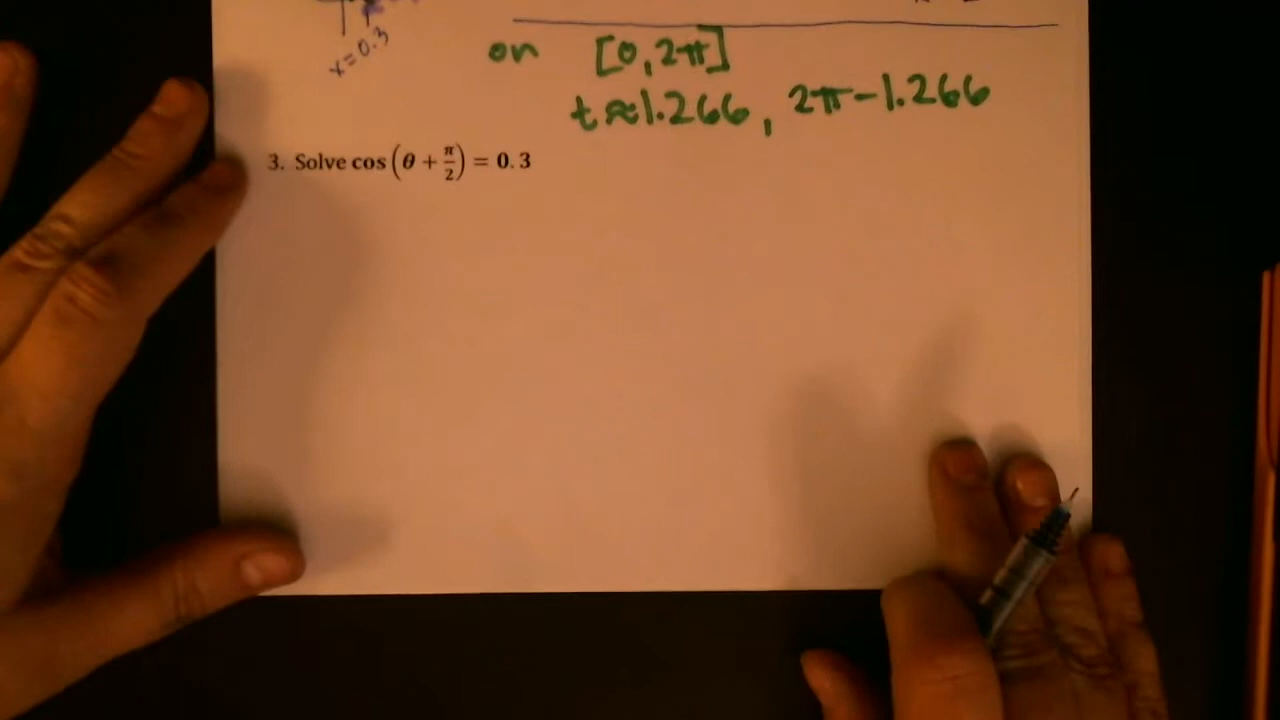 x=0.3
on [0, 2π]
t≈1.266, 2π-1.266
3. Solve cos(θ + π/2) = 0.3